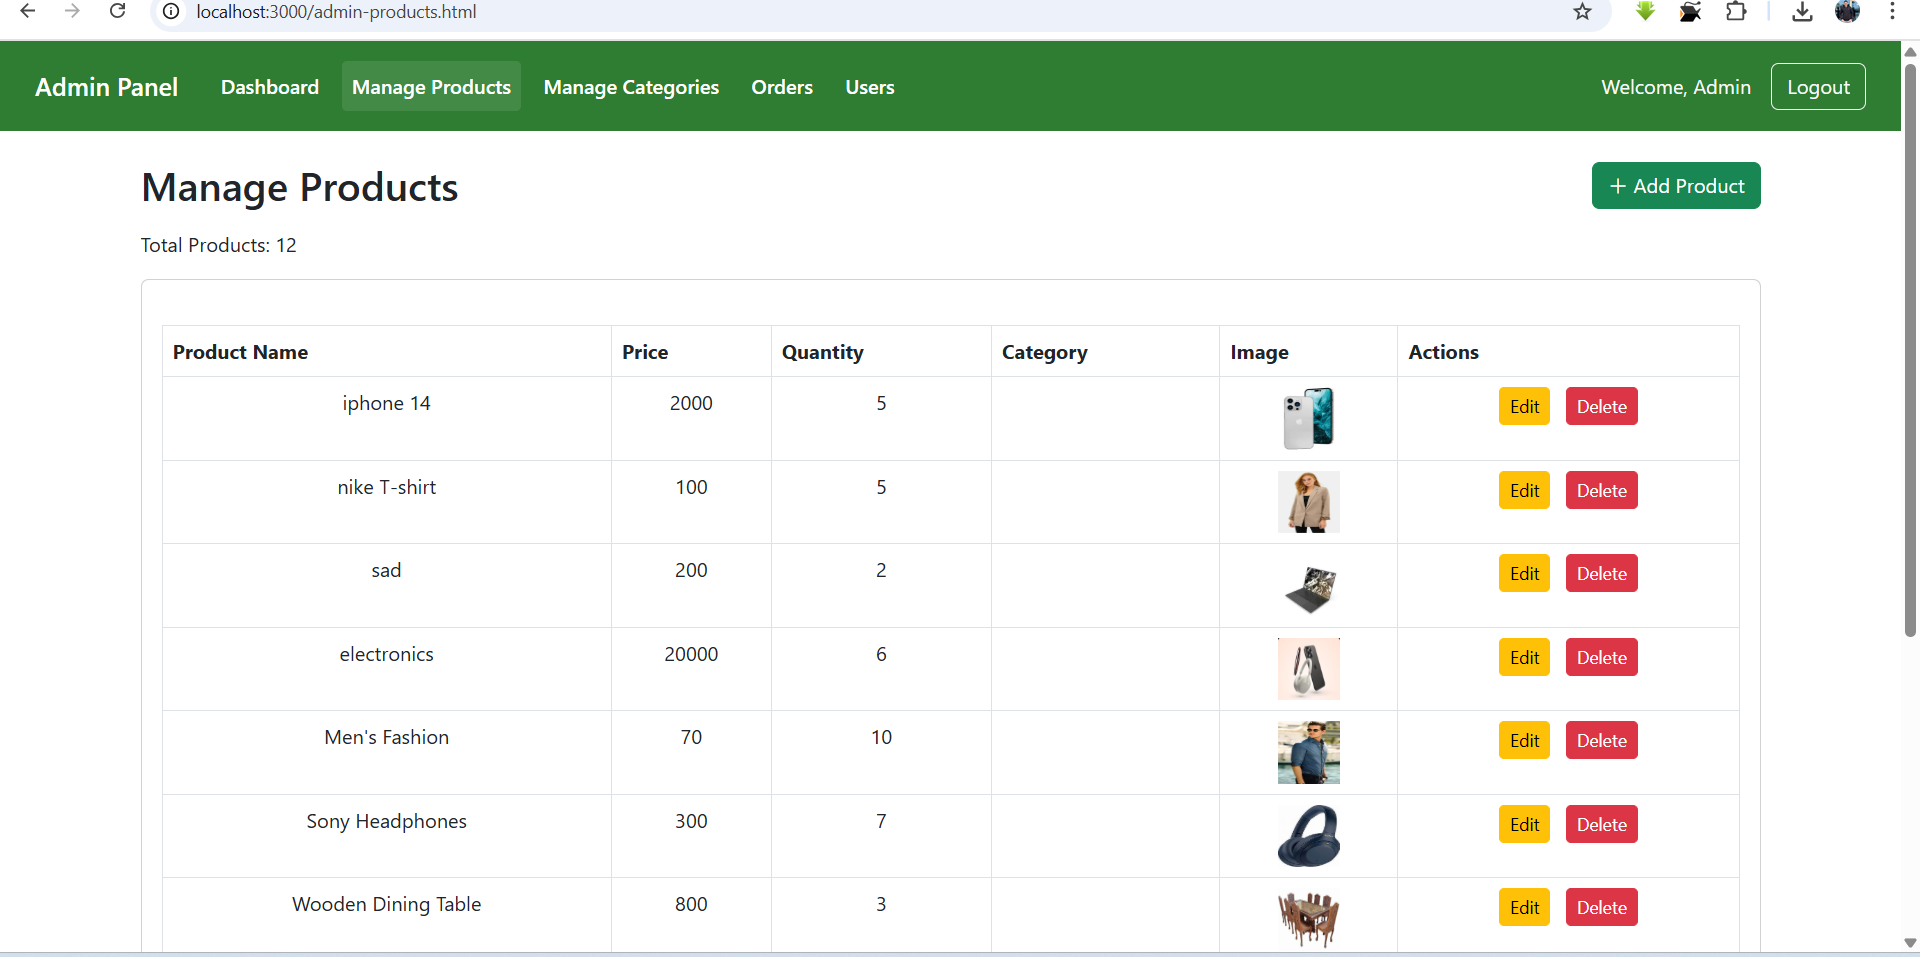 localhost:3000/admin-products.html
Admin Panel Dashboard Manage Products Manage Categories Orders Users Welcome, Admin Logout
Manage Products
+ Add Product
Total Products: 12
Product Name Price Quantity Category Image Actions
iphone 14 2000 5 Edit Delete
nike T-shirt 100 5 Edit Delete
sad 200 2 Edit Delete
electronics 20000 6 Edit Delete
Men's Fashion 70 10 Edit Delete
Sony Headphones 300 7 Edit Delete
Wooden Dining Table 800 3 Edit Delete